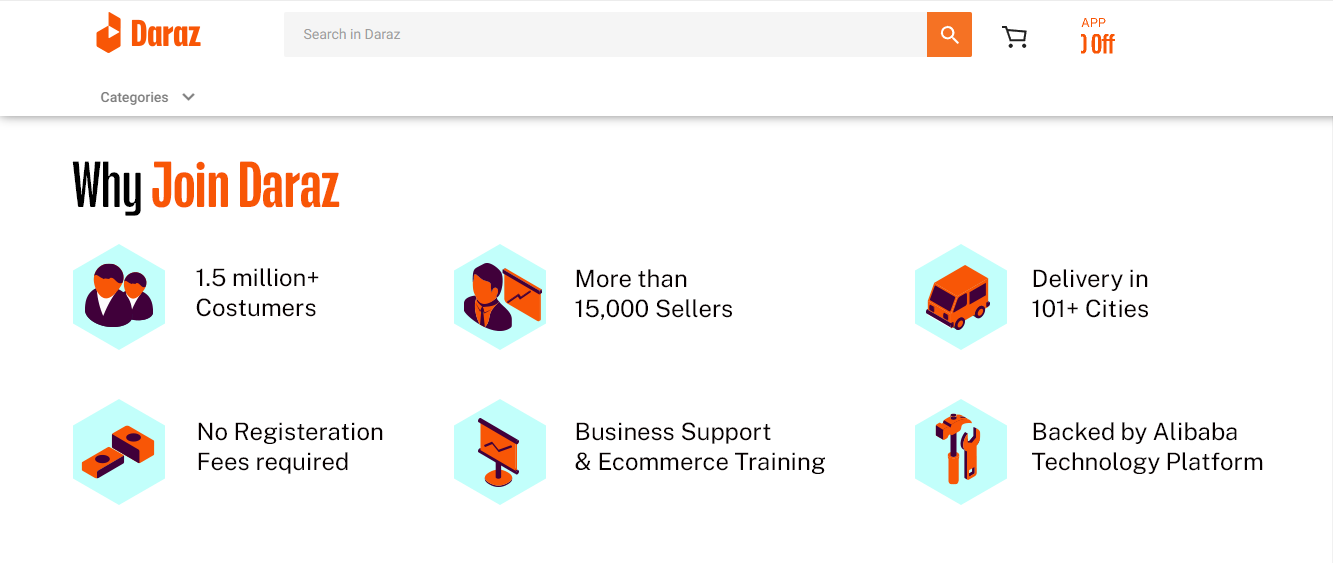 Daraz
Search in Daraz
APP
Off
Categories
Why Join Daraz
1.5 million+
Costumers
More than
15,000 Sellers
Delivery in
101+ Cities
No Registeration
Fees required
Business Support
& Ecommerce Training
Backed by Alibaba
Technology Platform